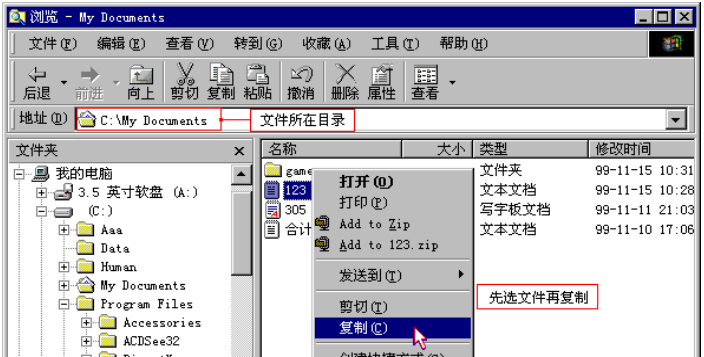 浏览 - My Documents
文件(F) 编辑(E) 查看(V) 转到(G) 收藏(A) 工具(T) 帮助(H)
后退 前进 向上 剪切 复制 粘贴 撤消 删除 属性 查看
地址(D) C:\My Documents 文件所在目录
文件夹 x 名称 大小 类型 修改时间
我的电脑
3.5 英寸软盘 (A:)
(C:)
Aaa
Data
Human
My Documents
Program Files
Accessories
ACDSee32
game
文件夹 99-11-15 10:31
123 文本文档 99-11-15 10:28
305 写字板文档 99-11-11 21:03
合计 文本文档 99-11-10 17:06
打开(O)
打印(P)
Add to Zip
Add to 123.zip
发送到(T)
剪切(T)
复制(C)
先选文件再复制